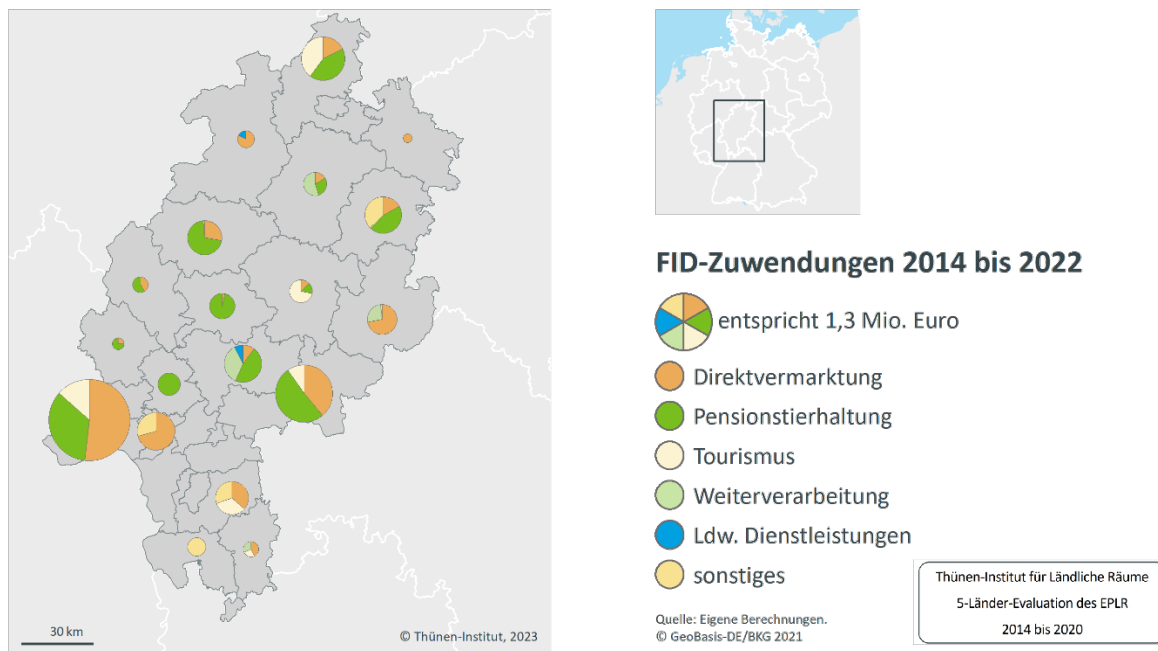 30 km
© Thünen-Institut, 2023
FID-Zuwendungen 2014 bis 2022
entspricht 1,3 Mio. Euro
Direktvermarktung
Pensionstierhaltung
Tourismus
Weiterverarbeitung
Ldw. Dienstleistungen
sonstiges
Quelle: Eigene Berechnungen.
© GeoBasis-DE/BKG 2021
Thünen-Institut für Ländliche Räume
5-Länder-Evaluation des EPLR
2014 bis 2020